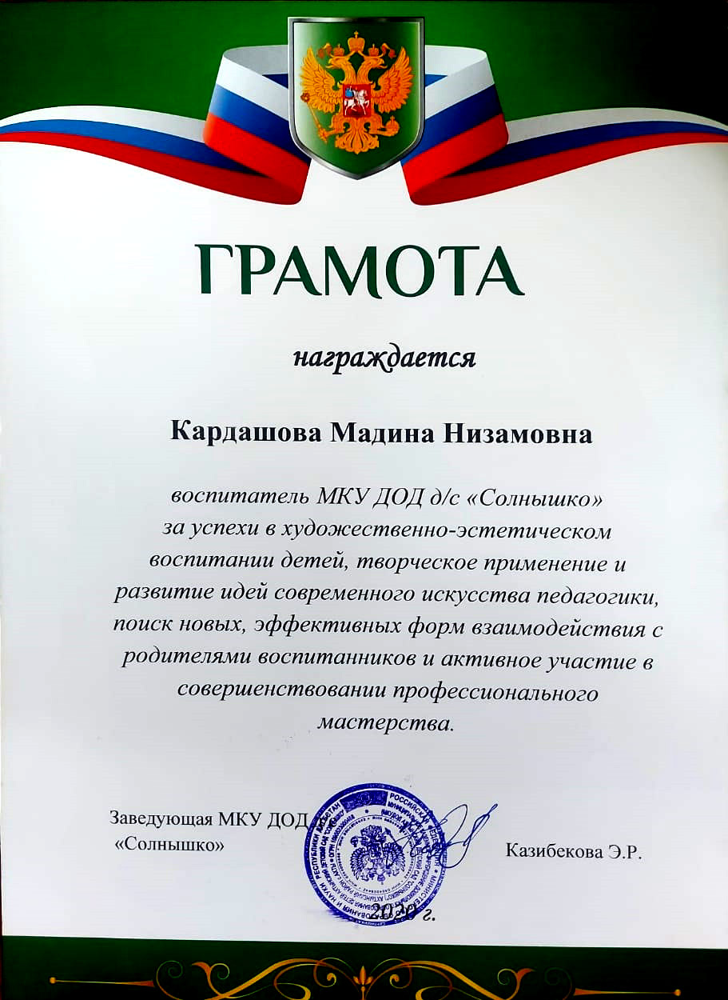 ГРАМОТА
награждается
Кардашова Мадина Низамовна
воспитатель МКУ ДОД д/с «Солнышко»
за успехи в художественно-эстетическом
воспитании детей, творческое применение и
развитие идей современного искусства педагогики,
поиск новых, эффективных форм взаимодействия с
родителями воспитанников и активное участие в
совершенствовании профессионального
мастерства.
Заведующая МКУ ДОД
«Солнышко»
Казибекова Э.Р.
2020 г.